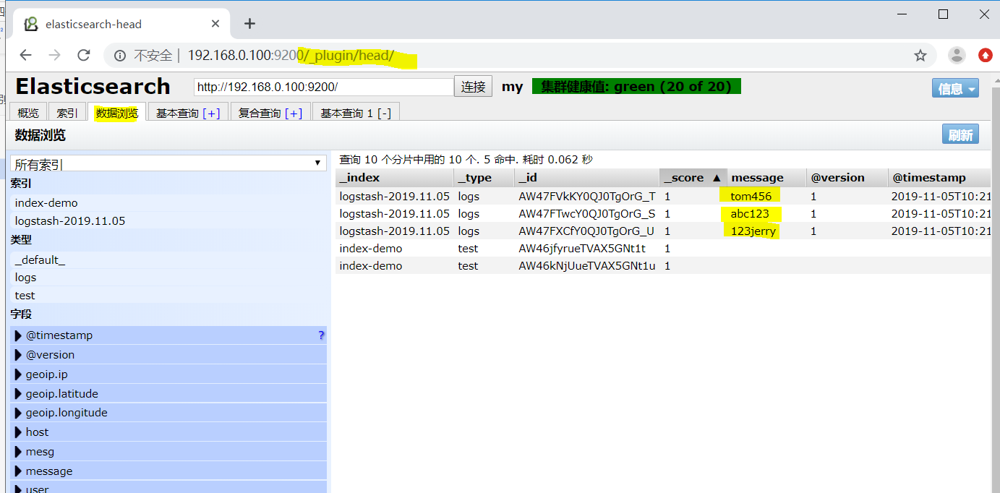 elasticsearch-head
不安全 | 192.168.0.100:9200/_plugin/head/
Elasticsearch http://192.168.0.100:9200/ 连接 my 集群健康值: green (20 of 20) 信息
概览 索引 数据浏览 基本查询 [+] 复合查询 [+] 基本查询 1 [-]
数据浏览 刷新
所有索引
索引
index-demo
logstash-2019.11.05
类型
_default_
logs
test
字段
@timestamp ?
@version
geoip.ip
geoip.latitude
geoip.longitude
host
mesg
message
user
查询 10 个分片中用的 10 个. 5 命中. 耗时 0.062 秒
_index _type _id _score ▲ message @version @timestamp
logstash-2019.11.05 logs AW47FVkKY0QJ0TgOrG_T 1 tom456 1 2019-11-05T10:21
logstash-2019.11.05 logs AW47FTwcY0QJ0TgOrG_S 1 abc123 1 2019-11-05T10:21
logstash-2019.11.05 logs AW47FXCfY0QJ0TgOrG_U 1 123jerry 1 2019-11-05T10:21
index-demo test AW46jfyrueTVAX5GNt1t 1
index-demo test AW46kNjUueTVAX5GNt1u 1